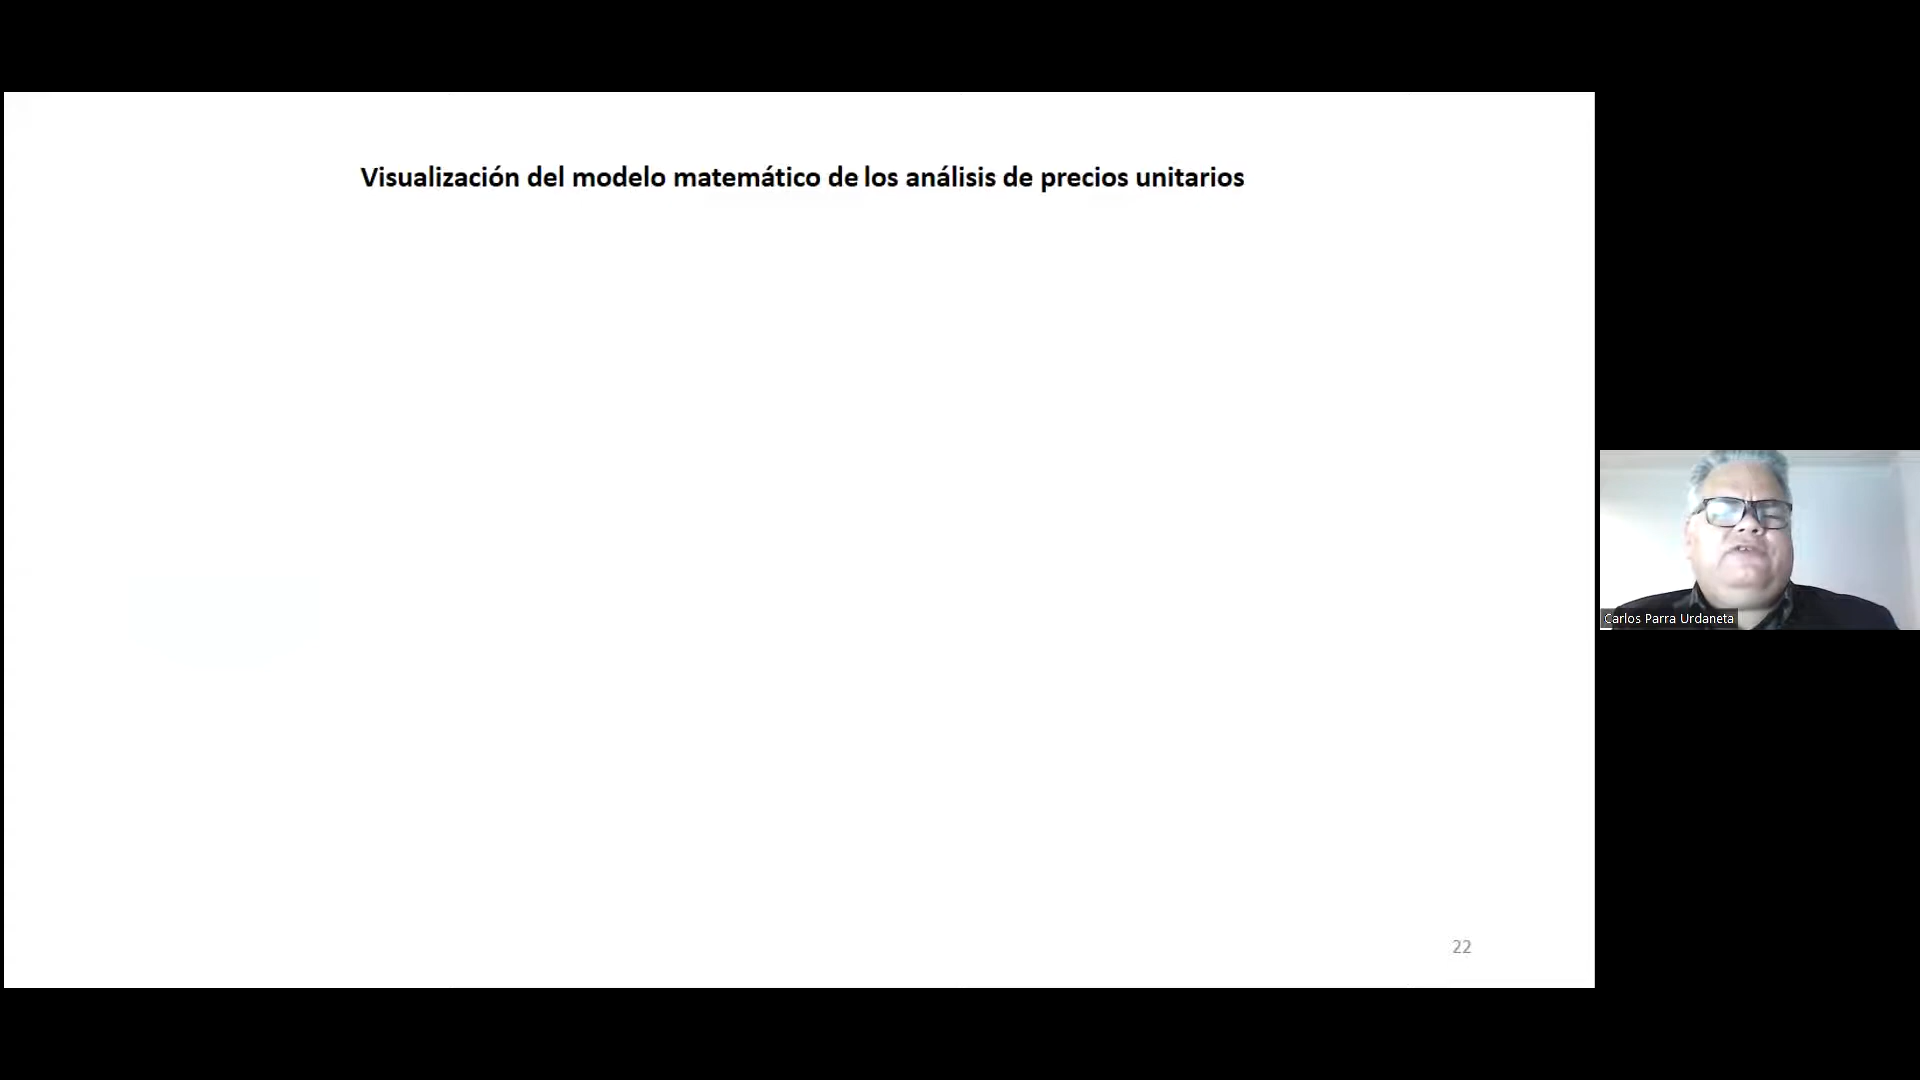 Visualización del modelo matemático de los análisis de precios unitarios
Carlos Parra Urdaneta
22